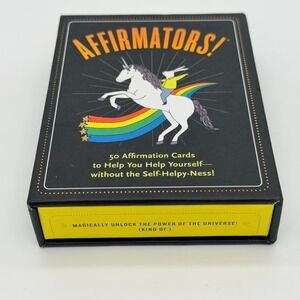 AFFIRMATORS!
50 Affirmation Cards
to Help You Help Yourself—
without the Self-Helpy-Ness!
MAGICALLY UNLOCK THE POWER OF THE UNIVERSE!
(KIND OF.)